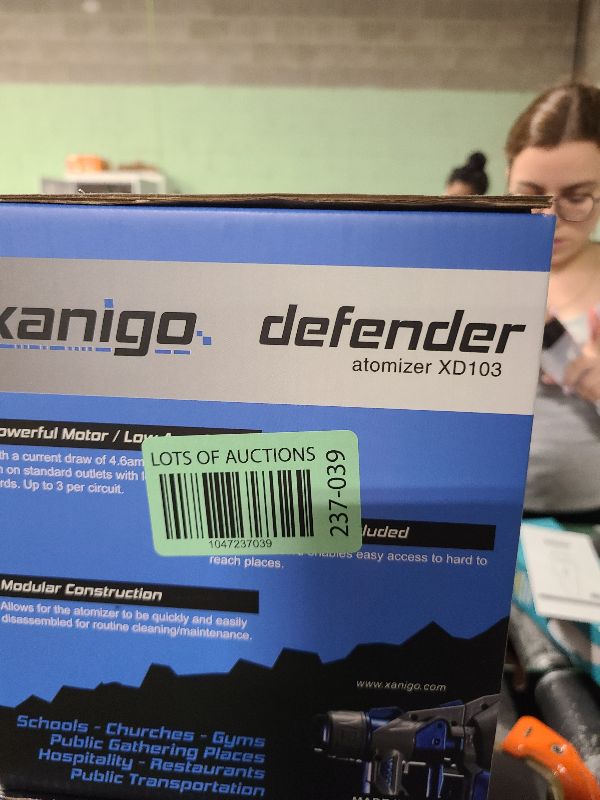 xanigo
defender
atomizer XD103
Powerful Motor /
with a current draw of 4.6am
on standard outlets with
Up to 3 per circuit.
LOTS OF AUCTIONS
237-039
1047237039
enables easy access to hard to
reach places.
Modular Construction
Allows for the atomizer to be quickly and easily
disassembled for routine cleaning/maintenance.
www.xanigo.com
Schools - Churches - Gyms
Public Gathering Places
Hospitality - Restaurants
Public Transportation